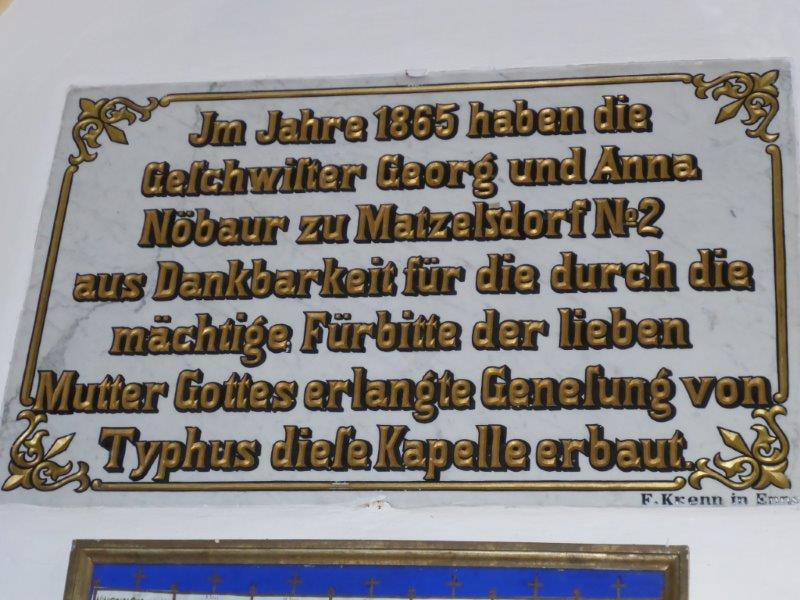 Im Jahre 1865 haben die
Geſchwiſter Georg und Anna
Nöbaur zu Matzelsdorf № 2
aus Dankbarkeit für die durch die
mächtige Fürbitte der lieben
Mutter Gottes erlangte Geneſung von
Typhus dieſe Kapelle erbaut.
F. Krenn in Enns